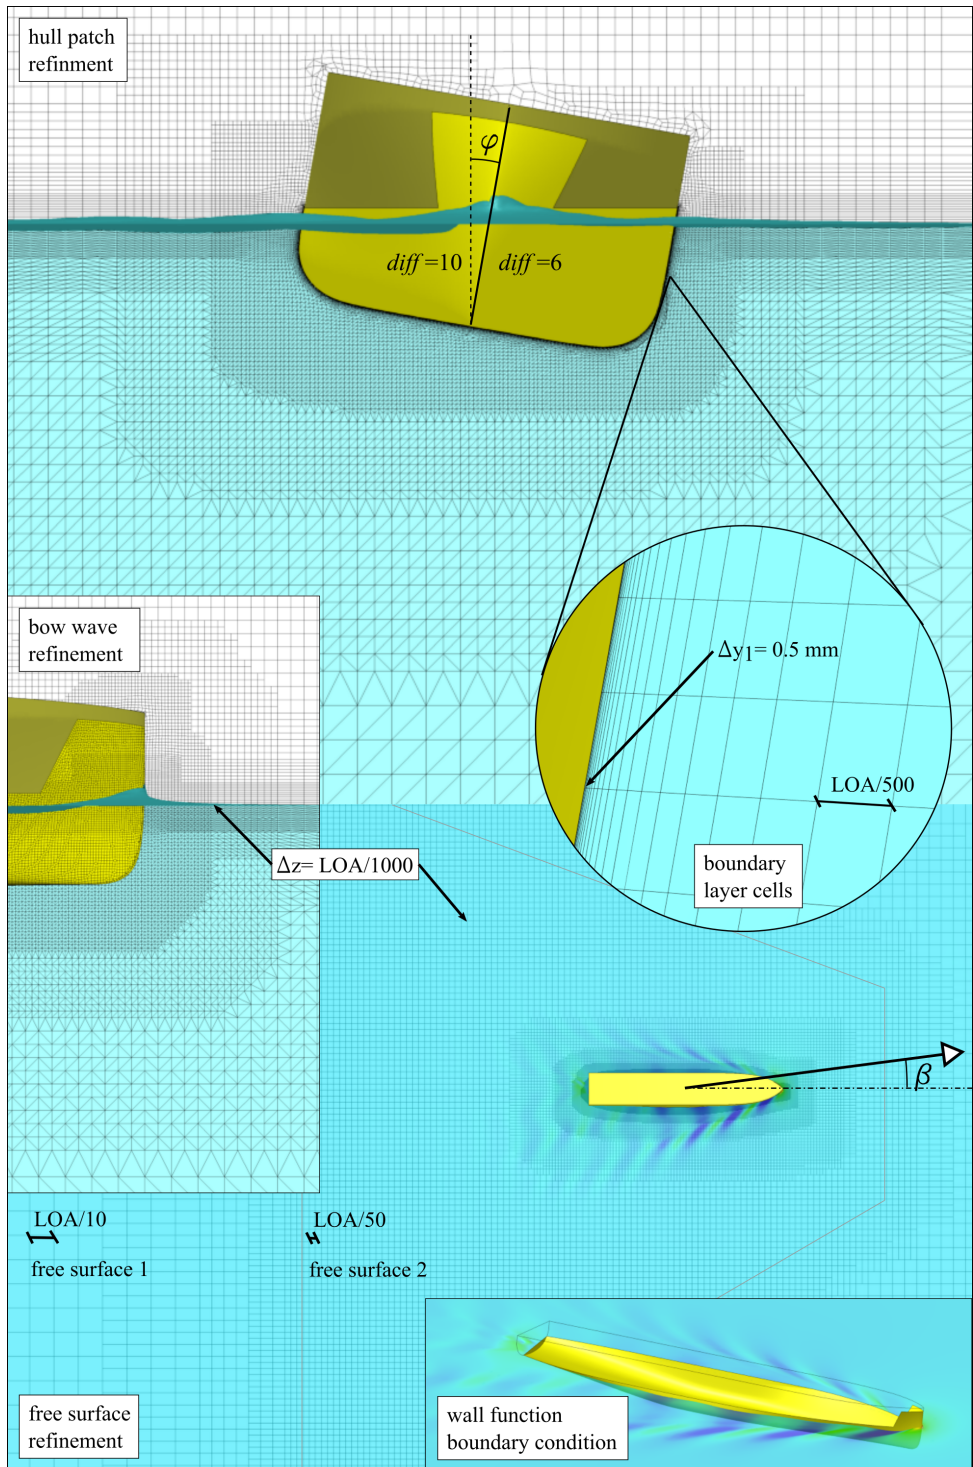 hull patch
refinment
φ
diff=10
diff=6
bow wave
refinement
Δy1= 0.5 mm
LOA/500
boundary
layer cells
Δz= LOA/1000
β
LOA/10
LOA/50
free surface 1
free surface 2
free surface
refinement
wall function
boundary condition